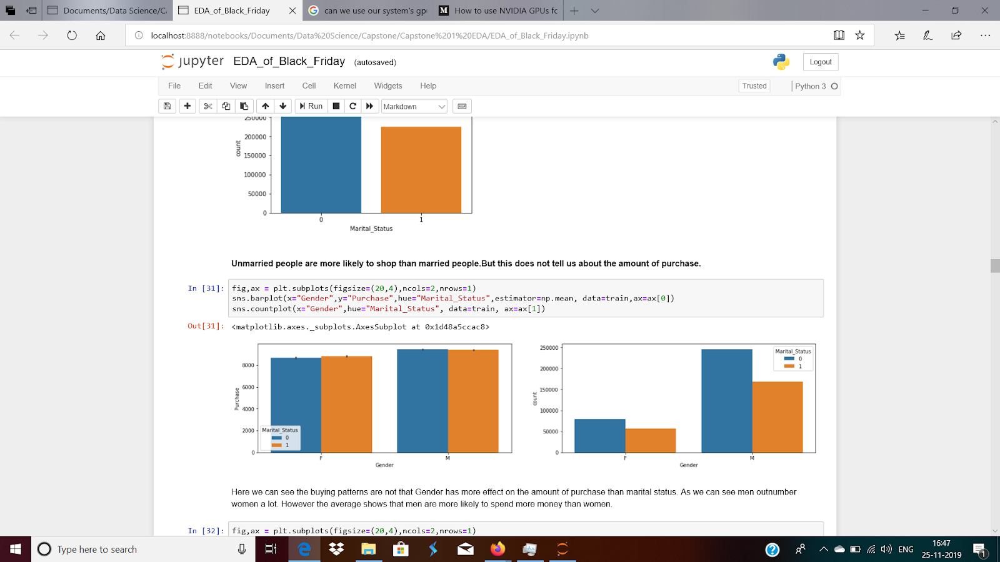 Documents/Data Science/C
EDA_of_Black_Friday
can we use our system's gp
M How to use NVIDIA GPUs fc
localhost:8888/notebooks/Documents/Data%20Science/Capstone/Capstone%201%20EDA/EDA_of_Black_Friday.ipynb
jupyter EDA_of_Black_Friday (autosaved)
Logout
File Edit View Insert Cell Kernel Widgets Help
Trusted
Python 3
Run
Markdown
250000
200000
150000
100000
50000
0
count
0 1
Marital_Status
Unmarried people are more likely to shop than married people.But this does not tell us about the amount of purchase.
In [31]: fig,ax = plt.subplots(figsize=(20,4),ncols=2,nrows=1)
sns.barplot(x="Gender",y="Purchase",hue="Marital_Status",estimator=np.mean, data=train,ax=ax[0])
sns.countplot(x="Gender",hue="Marital_Status", data=train, ax=ax[1])
Out[31]: <matplotlib.axes._subplots.AxesSubplot at 0x1d48a5ccac8>
8000
6000
4000
2000
0
Purchase
Marital_Status
0
1
F M
Gender
250000
200000
150000
100000
50000
0
count
Marital_Status
0
1
F M
Gender
Here we can see the buying patterns are not that Gender has more effect on the amount of purchase than marital status. As we can see men outnumber
women a lot. However the average shows that men are more likely to spend more money than women.
In [32]: fig,ax = plt.subplots(figsize=(20,4),ncols=2,nrows=1)
Type here to search
ENG
16:47
25-11-2019
1